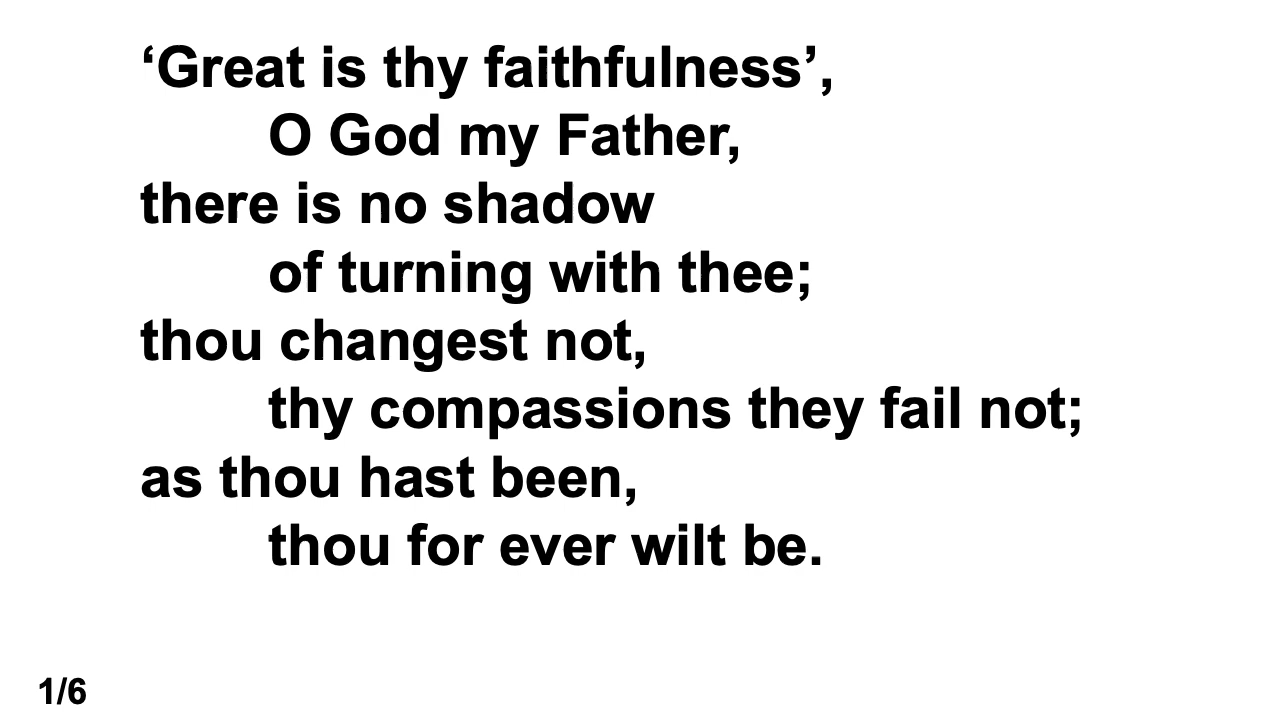 ‘Great is thy faithfulness’,
O God my Father,
there is no shadow
of turning with thee;
thou changest not,
thy compassions they fail not;
as thou hast been,
thou for ever wilt be.
1/6